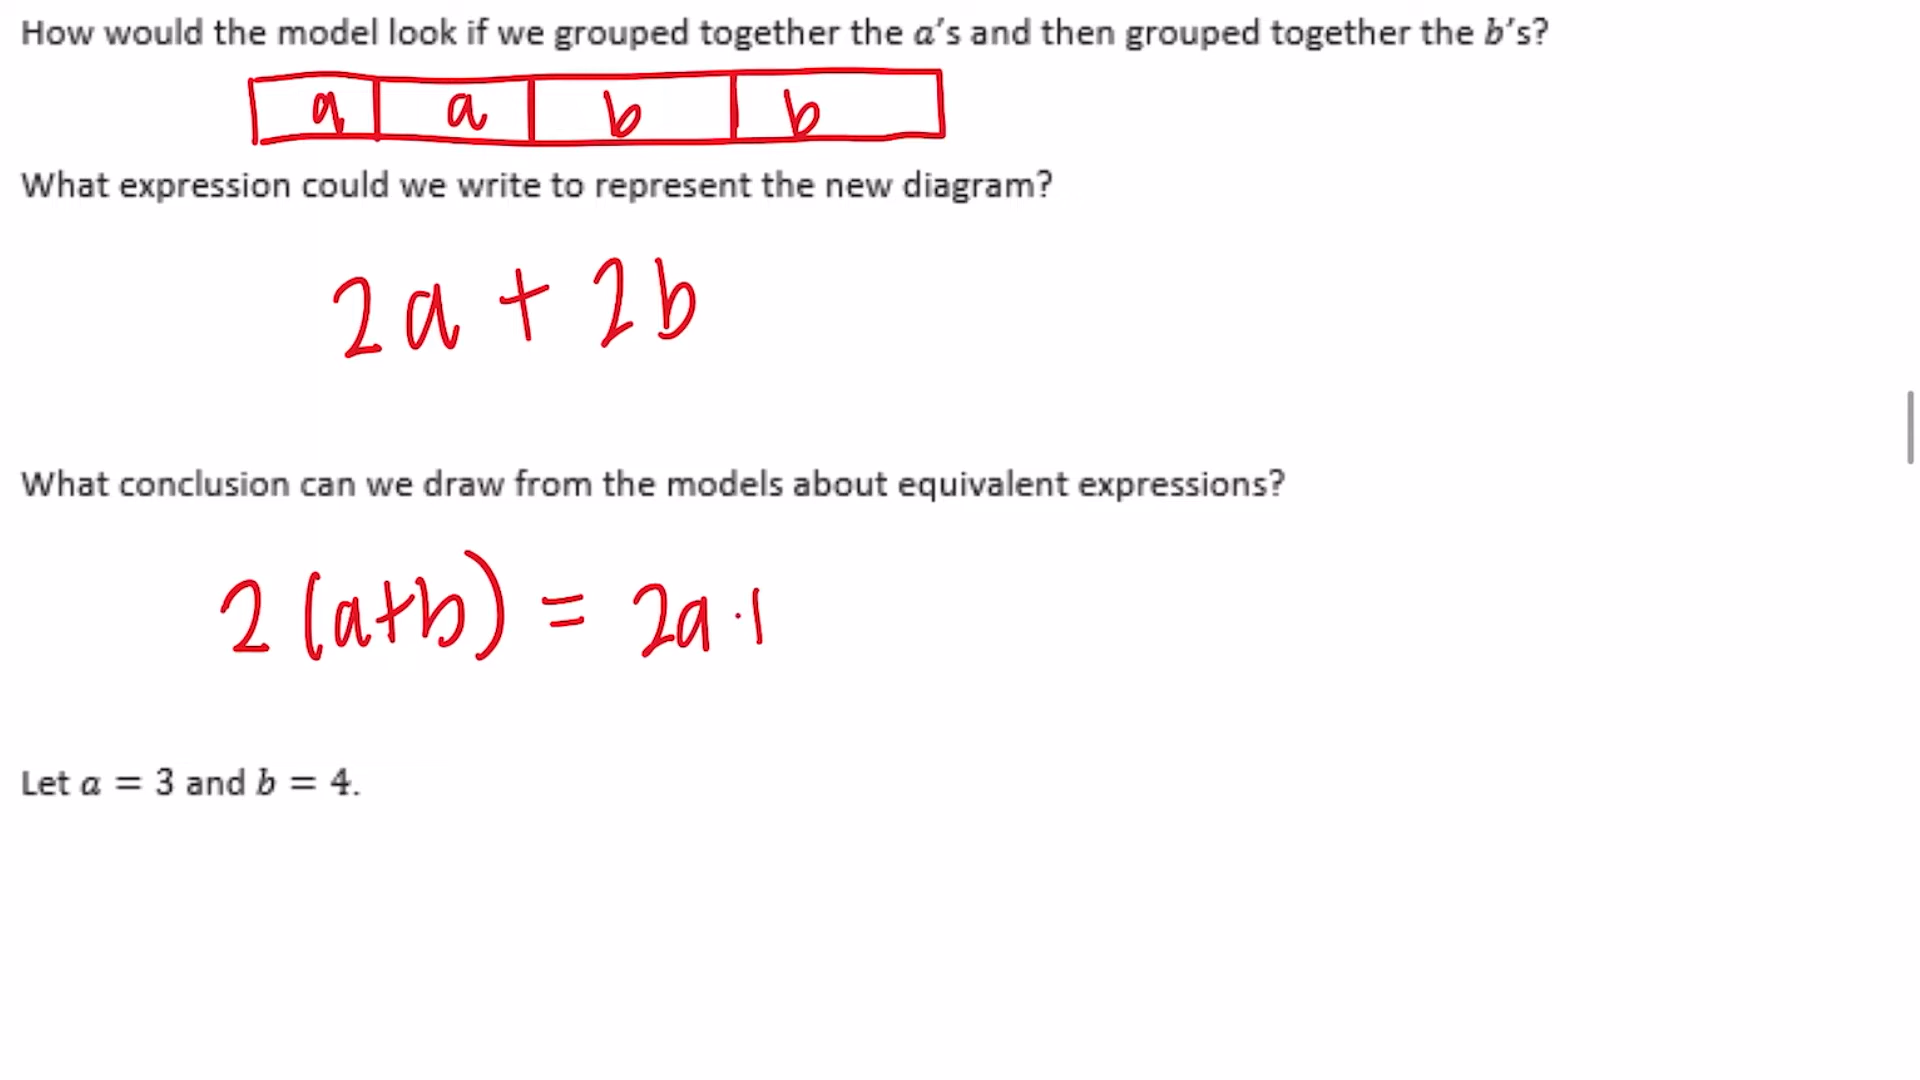 How would the model look if we grouped together the a's and then grouped together the b's?
a a b b
What expression could we write to represent the new diagram?
2a + 2b
What conclusion can we draw from the models about equivalent expressions?
2(a+b) = 2a
Let a = 3 and b = 4.